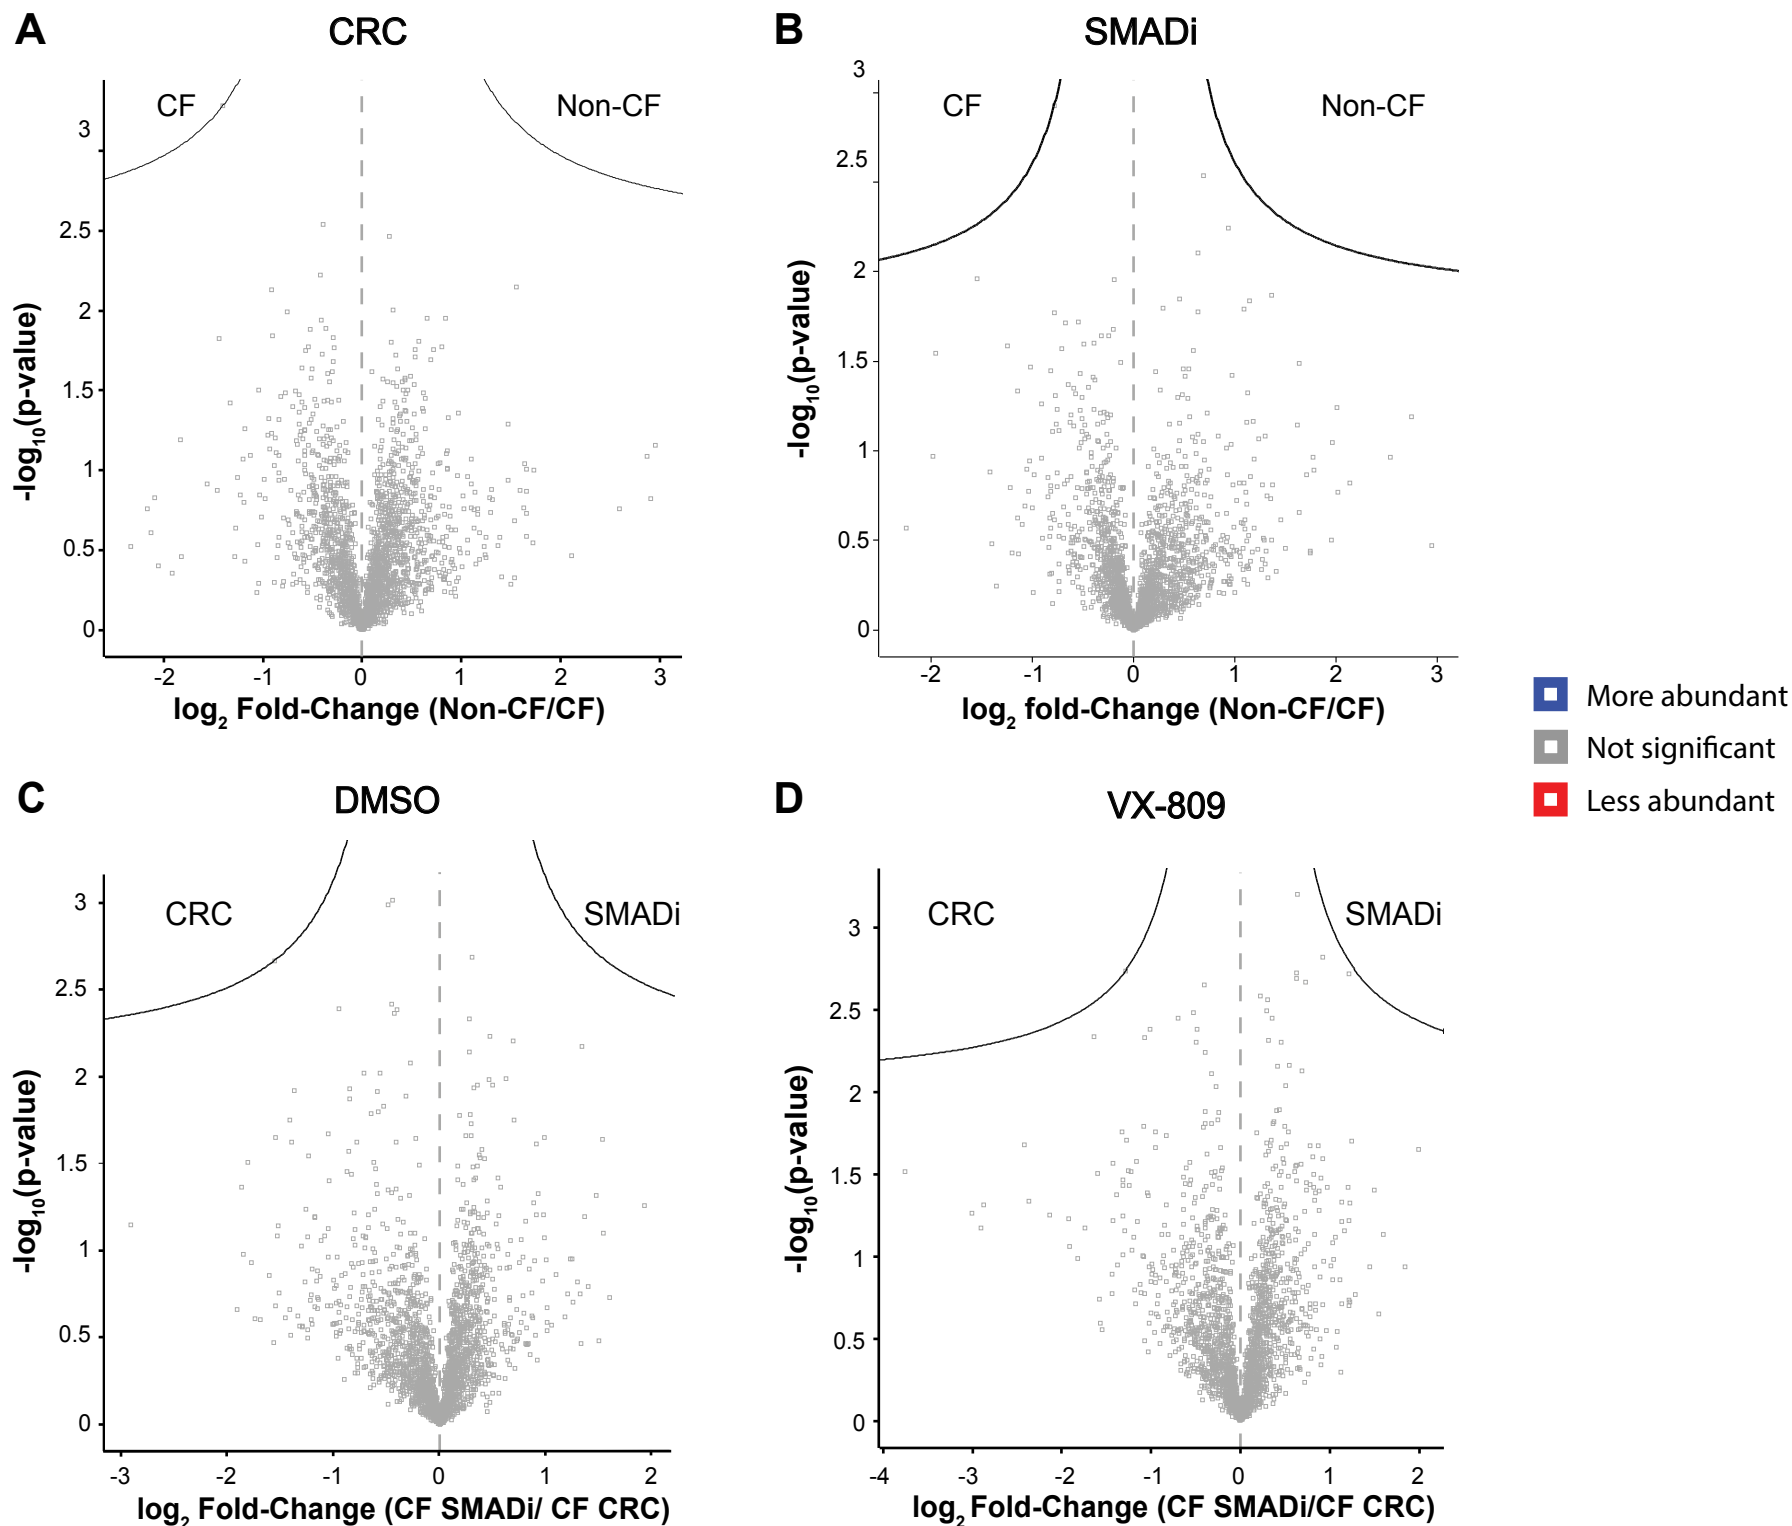 A
CRC
CF
Non-CF
3
2.5
2
1.5
1
0.5
0
-log10(p-value)
-2
-1
0
1
2
3
log2 Fold-Change (Non-CF/CF)
B
SMADi
CF
Non-CF
3
2.5
2
1.5
1
0.5
0
-log10(p-value)
-2
-1
0
1
2
3
log2 fold-Change (Non-CF/CF)
More abundant
Not significant
Less abundant
C
DMSO
CRC
SMADi
3
2.5
2
1.5
1
0.5
0
-log10(p-value)
-3
-2
-1
0
1
2
log2 Fold-Change (CF SMADi/ CF CRC)
D
VX-809
CRC
SMADi
3
2.5
2
1.5
1
0.5
0
-log10(p-value)
-4
-3
-2
-1
0
1
2
log2 Fold-Change (CF SMADi/CF CRC)